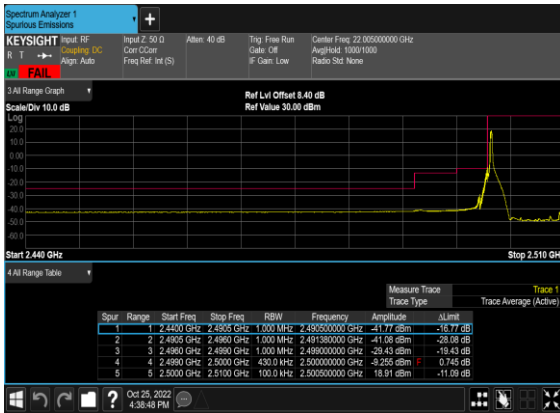 Spectrum Analyzer 1
Spurious Emissions
+
KEYSIGHT Input: RF Input Z: 50 Ω Atten: 40 dB Trig: Free Run Center Freq: 22.005000000 GHz
R T Coupling: DC Corr CCorr Gate: Off Avg|Hold: 1000/1000
Align: Auto Freq Ref: Int (S) IF Gain: Low Radio Std: None
LNI FAIL
3 All Range Graph
Ref Lvl Offset 8.40 dB
Scale/Div 10.0 dB Ref Value 30.00 dBm
Log
20.0
10.0
0.00
-10.0
-20.0
-30.0
-40.0
-50.0
-60.0
Start 2.440 GHz Stop 2.510 GH
4 All Range Table
Measure Trace Trace 1
Trace Type Trace Average (Active)
Spur Range Start Freq Stop Freq RBW Frequency Amplitude ΔLimit
1 1 2.4400 GHz 2.4905 GHz 1.000 MHz 2.490500000 GHz -41.77 dBm -16.77 dB
2 2 2.4905 GHz 2.4960 GHz 1.000 MHz 2.491380000 GHz -41.08 dBm -28.08 dB
3 3 2.4960 GHz 2.4990 GHz 1.000 MHz 2.499000000 GHz -29.43 dBm -19.43 dB
4 4 2.4990 GHz 2.5000 GHz 430.0 kHz 2.500000000 GHz -9.255 dBm F 0.745 dB
5 5 2.5000 GHz 2.5100 GHz 100.0 kHz 2.500500000 GHz 18.91 dBm -11.09 dB
? Oct 25, 2022
4:38:48 PM